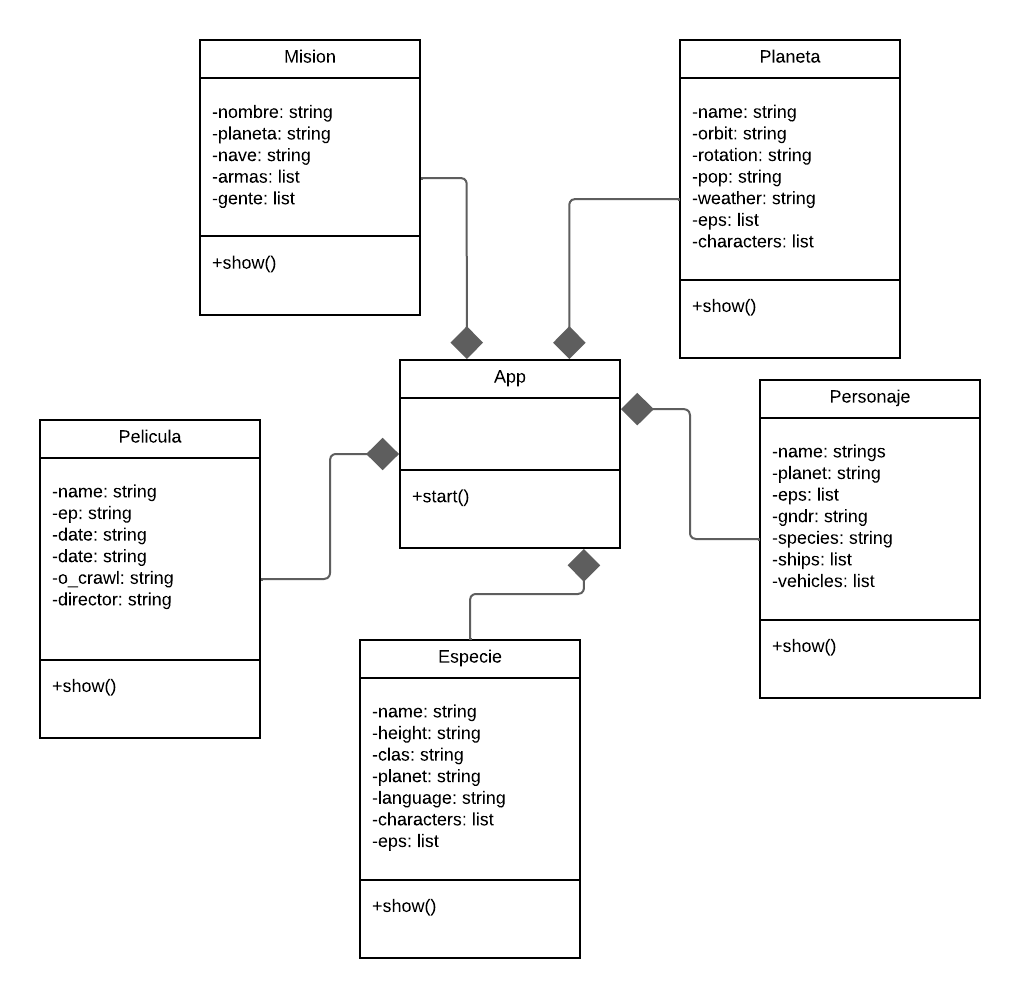 Mision
-nombre: string
-planeta: string
-nave: string
-armas: list
-gente: list
+show()
Planeta
-name: string
-orbit: string
-rotation: string
-pop: string
-weather: string
-eps: list
-characters: list
+show()
App
+start()
Personaje
-name: strings
-planet: string
-eps: list
-gndr: string
-species: string
-ships: list
-vehicles: list
+show()
Pelicula
-name: string
-ep: string
-date: string
-date: string
-o_crawl: string
-director: string
+show()
Especie
-name: string
-height: string
-clas: string
-planet: string
-language: string
-characters: list
-eps: list
+show()